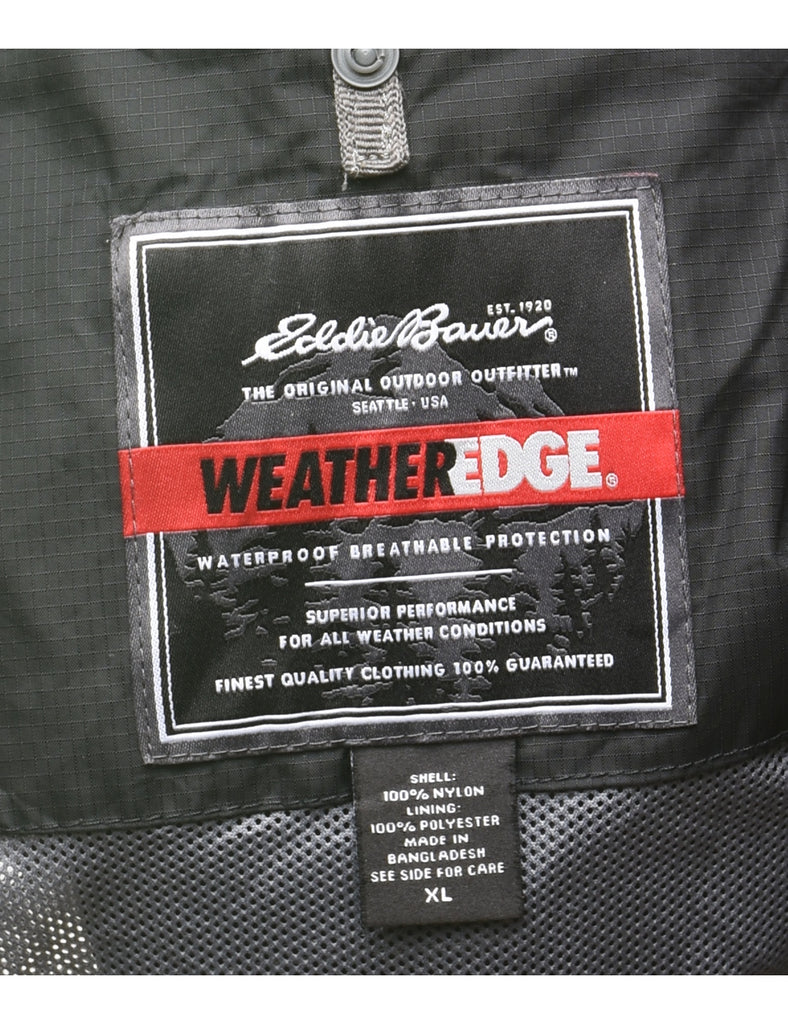 EST. 1920
Eddie Bauer®
THE ORIGINAL OUTDOOR OUTFITTER™
SEATTLE · USA
WEATHEREDGE®
WATERPROOF BREATHABLE PROTECTION
SUPERIOR PERFORMANCE
FOR ALL WEATHER CONDITIONS
FINEST QUALITY CLOTHING 100% GUARANTEED
SHELL:
100% NYLON
LINING:
100% POLYESTER
MADE IN
BANGLADESH
SEE SIDE FOR CARE
XL